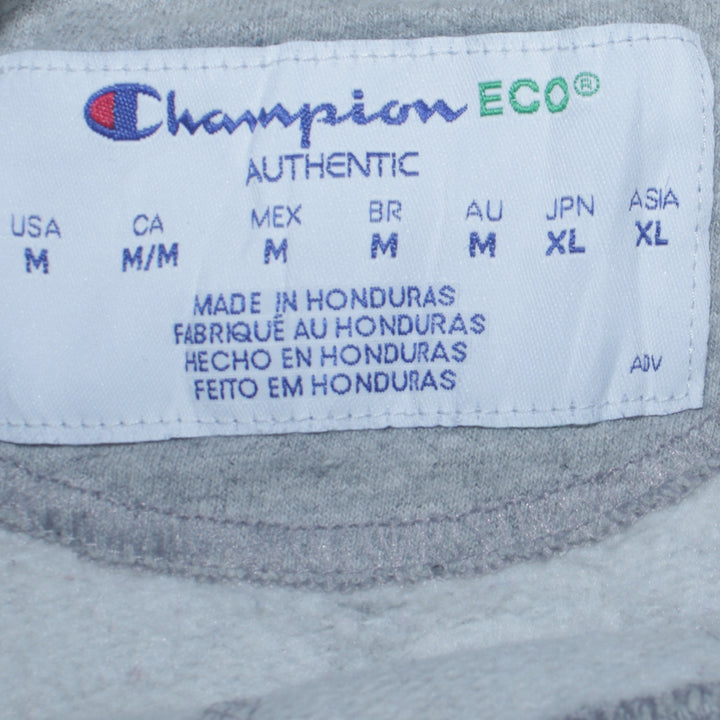 Champion ECO®
AUTHENTIC
USA CA MEX BR AU JPN ASIA
M M/M M M M XL XL
MADE IN HONDURAS
FABRIQUÉ AU HONDURAS
HECHO EN HONDURAS
FEITO EM HONDURAS
ADV